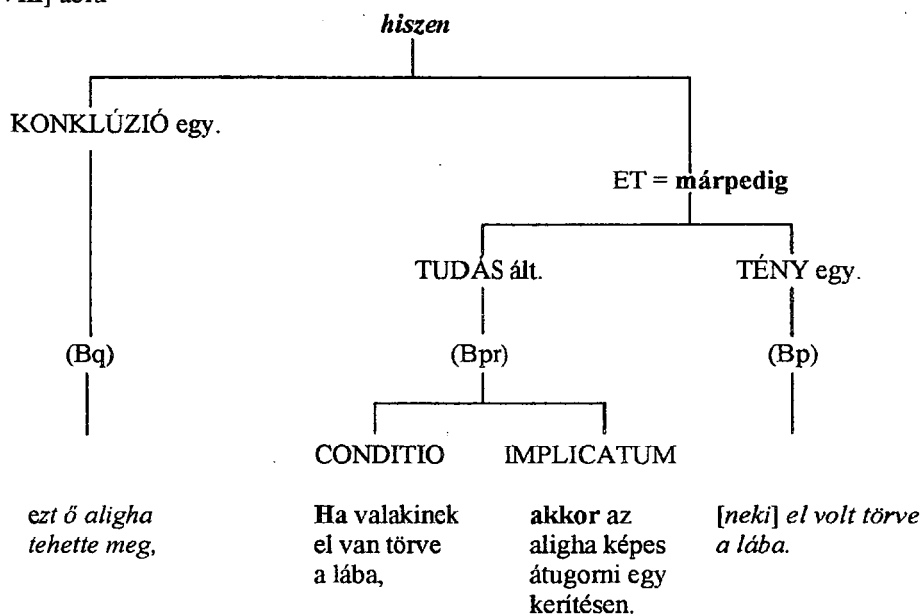 hiszen
KONKLÚZIÓ egy.
ET = márpedig
TUDÁS ált. TÉNY egy.
(Bq) (Bpr) (Bp)
CONDITIO IMPLICATUM
ezt ő aligha Ha valakinek akkor az [neki] el volt törve
tehette meg, el van törve aligha képes a lába.
a lába, átugorni egy
kerítésen.